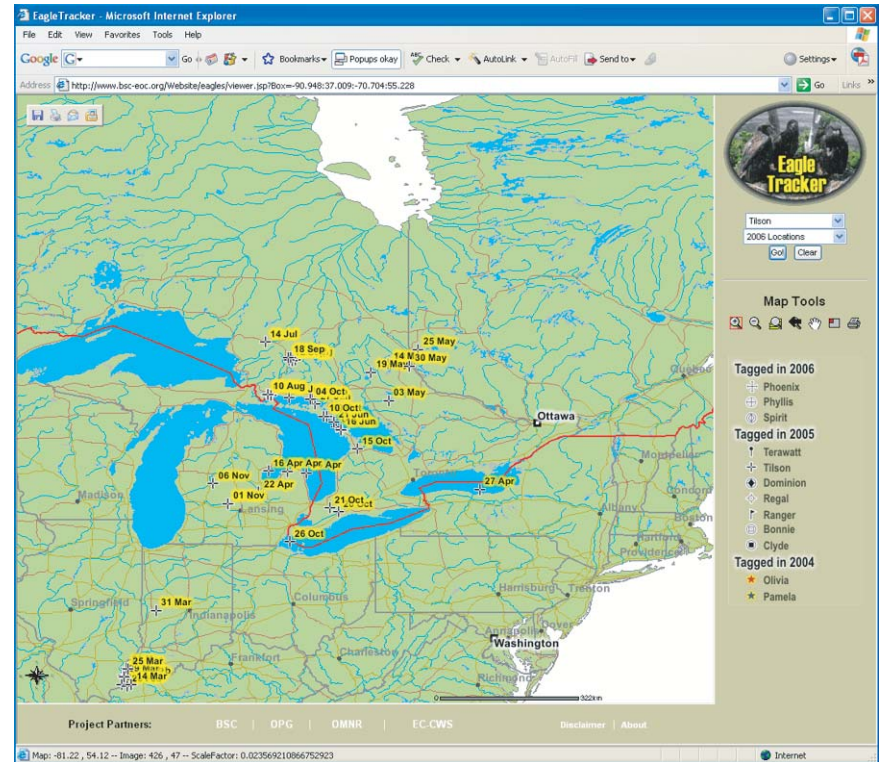 EagleTracker - Microsoft Internet Explorer
File Edit View Favorites Tools Help
Google G Go Bookmarks Popups okay Check AutoLink AutoFill Send to Settings
Address http://www.bsc-eoc.org/Website/eagles/viewer.jsp?Box=-90.948:37.009:-70.704:55.228 Go Links »
Eagle
Tracker
Tilson
2006 Locations
Go! Clear
Map Tools
Tagged in 2006
Phoenix
Phyllis
Spirit
Tagged in 2005
Terawatt
Tilson
Dominion
Regal
Ranger
Bonnie
Clyde
Tagged in 2004
Olivia
Pamela
14 Jul
25 May
18 Sep
30 May
19 May
10 Aug
04 Oct
03 May
Quebec
10 Oct
Ottawa
16 Jun
15 Oct
Montpelier
16 Apr Apr Apr
06 Nov
22 Apr
27 Apr
Madison
01 Nov
Concord
Lansing
21 Oct
Albany
Boston
26 Oct
Hartford
Providence
Harrisburg
Trenton
31 Mar
Springfield
Columbus
Indianapolis
Annapolis
Dover
Washington
25 Mar
Frankfort
Charleston
14 Mar
Richmond
0 322km
Project Partners: BSC | OPG | OMNR | EC-CWS Disclaimer | About
Map: -81.22 , 54.12 -- Image: 426 , 47 -- ScaleFactor: 0.023569210866752923 Internet